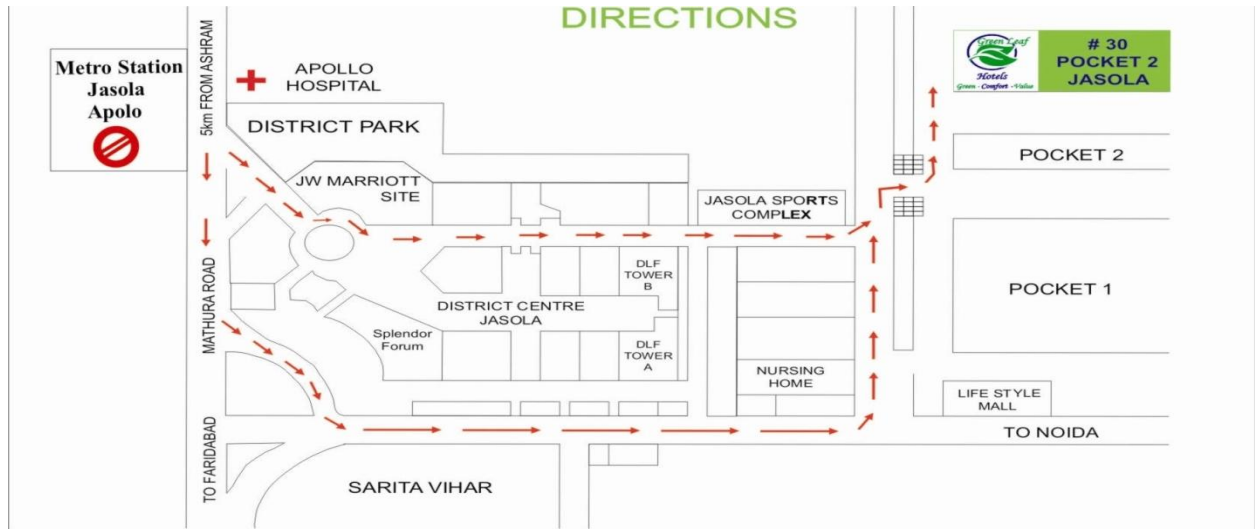 DIRECTIONS
Metro Station
Jasola
Apolo
5km FROM ASHRAM
APOLLO
HOSPITAL
Green Leaf
Hotels
Green - Comfort - Value
# 30
POCKET 2
JASOLA
DISTRICT PARK
POCKET 2
JW MARRIOTT
SITE
JASOLA SPORTS
COMPLEX
MATHURA ROAD
DLF
TOWER
B
POCKET 1
DISTRICT CENTRE
JASOLA
Splendor
Forum
DLF
TOWER
A
NURSING
HOME
LIFE STYLE
MALL
TO FARIDABAD
TO NOIDA
SARITA VIHAR